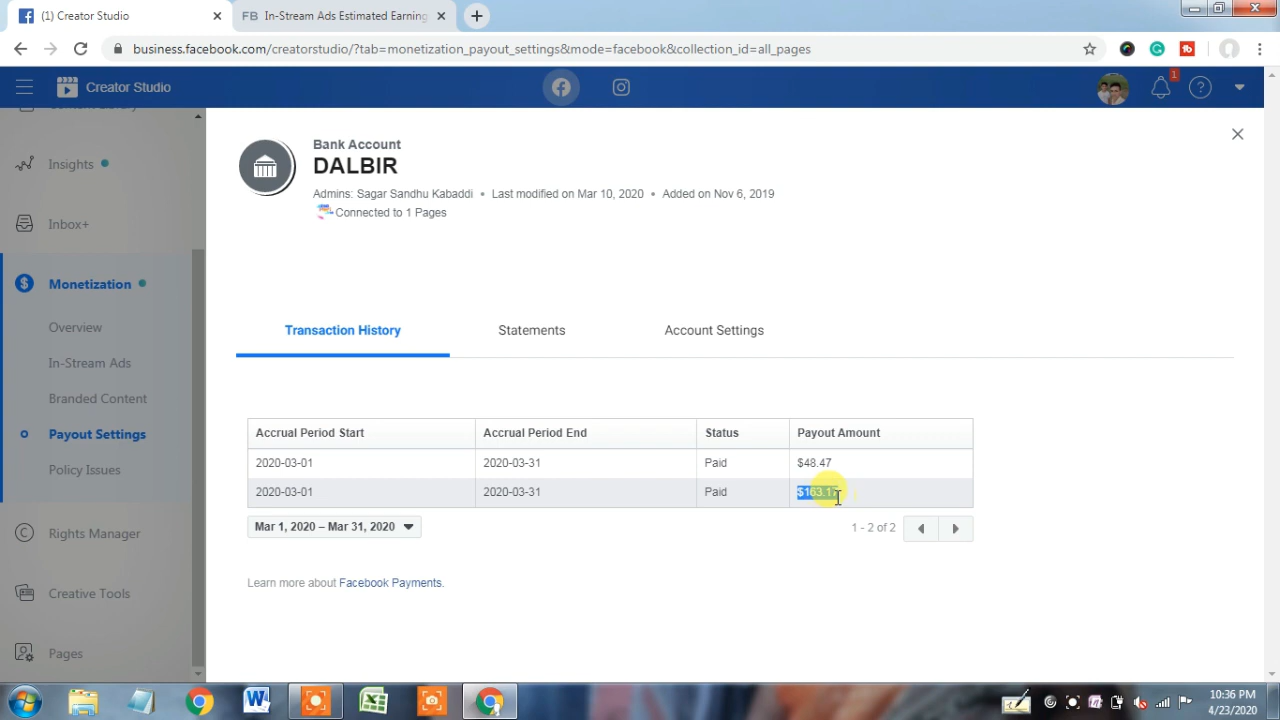 (1) Creator Studio
FB In-Stream Ads Estimated Earning
business.facebook.com/creatorstudio/?tab=monetization_payout_settings&mode=facebook&collection_id=all_pages
Creator Studio
1
Insights
Inbox+
Monetization
Overview
In-Stream Ads
Branded Content
Payout Settings
Policy Issues
Rights Manager
Creative Tools
Pages
Bank Account
DALBIR
Admins: Sagar Sandhu Kabaddi • Last modified on Mar 10, 2020 • Added on Nov 6, 2019
Connected to 1 Pages
Transaction History Statements Account Settings
Accrual Period Start Accrual Period End Status Payout Amount
2020-03-01 2020-03-31 Paid $48.47
2020-03-01 2020-03-31 Paid
Mar 1, 2020 – Mar 31, 2020 1 - 2 of 2
Learn more about Facebook Payments.
10:36 PM
4/23/2020